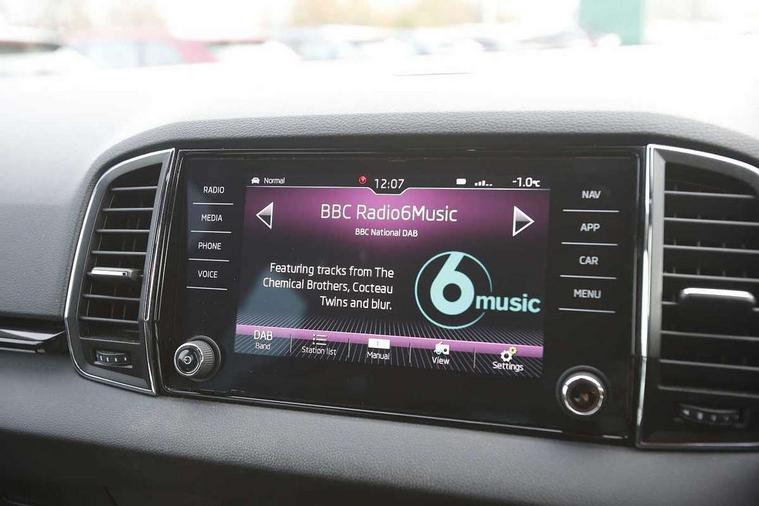 RADIO
MEDIA
PHONE
VOICE
Normal
12:07
-1.0°C
BBC Radio6Music
BBC National DAB
Featuring tracks from The
Chemical Brothers, Cocteau
Twins and blur.
6music
DAB
Band
Station list
Manual
View
Settings
NAV
APP
CAR
MENU